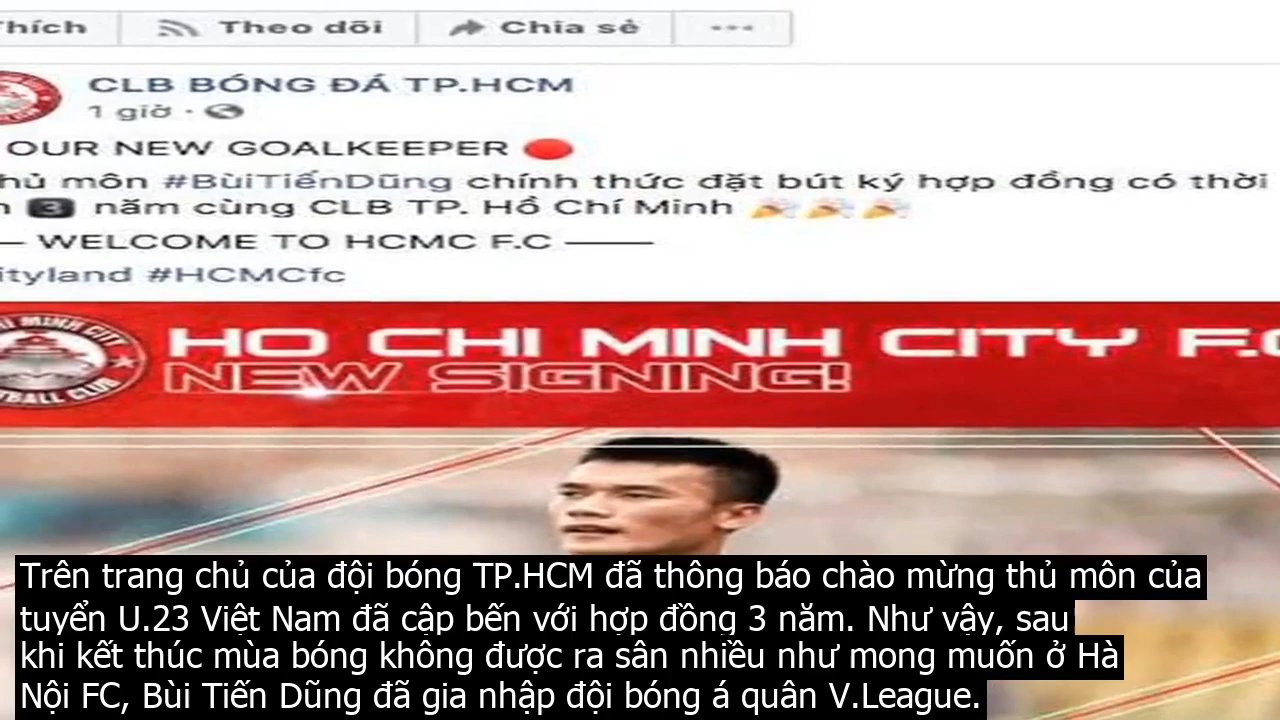 Thích Theo dõi Chia sẻ
CLB BÓNG ĐÁ TP.HCM
1 giờ ·
OUR NEW GOALKEEPER
môn #BùiTiếnDũng chính thức đặt bút ký hợp đồng có thời
3 năm cùng CLB TP. Hồ Chí Minh
— WELCOME TO HCMC F.C ——
#HCMCfc
HO CHI MINH CITY
NEW SIGNING!
MINH CITY
CLUB
Trên trang chủ của đội bóng TP.HCM đã thông báo chào mừng thủ môn của
tuyển U.23 Việt Nam đã cập bến với hợp đồng 3 năm. Như vậy, sau
khi kết thúc mùa bóng không được ra sân nhiều như mong muốn ở Hà
Nội FC, Bùi Tiến Dũng đã gia nhập đội bóng á quân V.League.